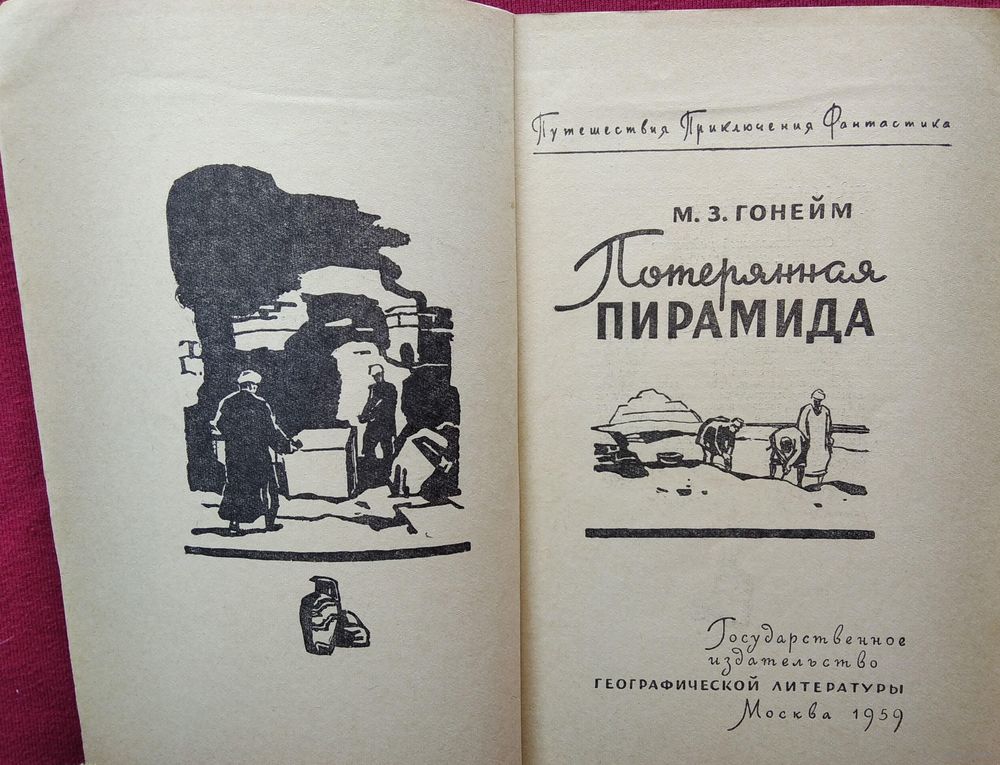 Путешествия Приключения Фантастика
М. З. ГОНЕЙМ
Потерянная
ПИРАМИДА
Государственное
издательство
ГЕОГРАФИЧЕСКОЙ ЛИТЕРАТУРЫ
Москва 1959